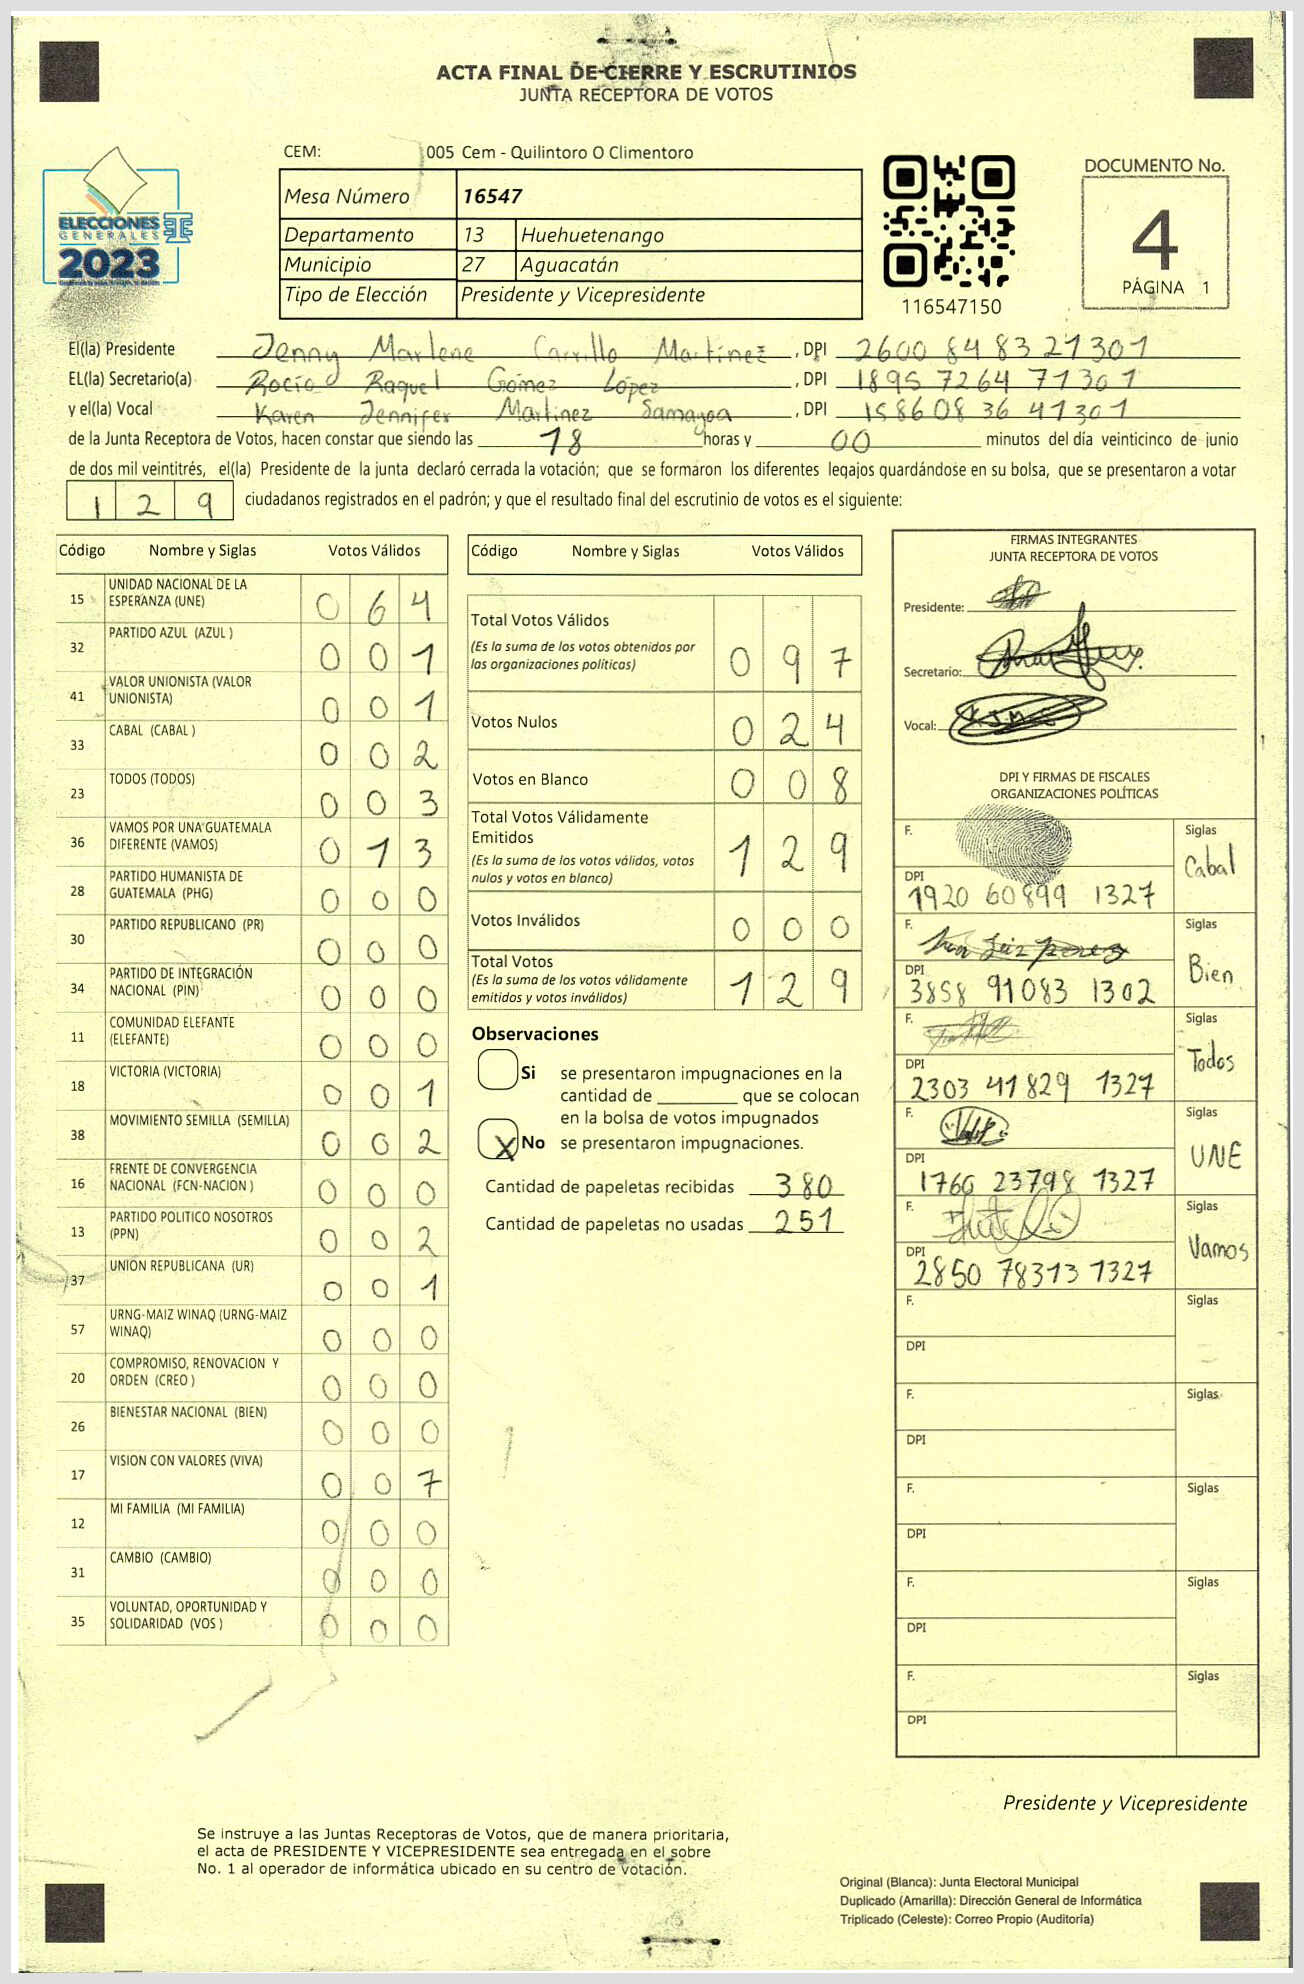 ACTA FINAL DE CIERRE Y ESCRUTINIOS
JUNTA RECEPTORA DE VOTOS
CEM: 005 Cem - Quilintoro O Climentoro
ELECCIONES
GENERALES
2023
Mesa Número 16547
Departamento 13 Huehuetenango
Municipio 27 Aguacatán
Tipo de Elección Presidente y Vicepresidente
116547150
DOCUMENTO No.
4
PÁGINA 1
El(la) Presidente Jenny Marlene Carrillo Martínez, DPI 2600 84832 1301
EL(la) Secretario(a) Rocío Raquel Gómez López, DPI 1895 7264 71301
y el(la) Vocal Karen Jennifer Martinez Samayoa, DPI 158608 36 41301
de la Junta Receptora de Votos, hacen constar que siendo las 18 horas y 00 minutos del día veinticinco de junio
de dos mil veintitrés, el(la) Presidente de la junta declaró cerrada la votación; que se formaron los diferentes legajos guardándose en su bolsa, que se presentaron a votar
1 2 9 ciudadanos registrados en el padrón; y que el resultado final del escrutinio de votos es el siguiente:
Código Nombre y Siglas Votos Válidos
15 UNIDAD NACIONAL DE LA ESPERANZA (UNE) 0 6 4
32 PARTIDO AZUL (AZUL ) 0 0 1
41 VALOR UNIONISTA (VALOR UNIONISTA) 0 0 1
33 CABAL (CABAL ) 0 0 2
23 TODOS (TODOS) 0 0 3
36 VAMOS POR UNA GUATEMALA DIFERENTE (VAMOS) 0 1 3
28 PARTIDO HUMANISTA DE GUATEMALA (PHG) 0 0 0
30 PARTIDO REPUBLICANO (PR) 0 0 0
34 PARTIDO DE INTEGRACIÓN NACIONAL (PIN) 0 0 0
11 COMUNIDAD ELEFANTE (ELEFANTE) 0 0 0
18 VICTORIA (VICTORIA) 0 0 1
38 MOVIMIENTO SEMILLA (SEMILLA) 0 0 2
16 FRENTE DE CONVERGENCIA NACIONAL (FCN-NACION ) 0 0 0
13 PARTIDO POLITICO NOSOTROS (PPN) 0 0 2
37 UNION REPUBLICANA (UR) 0 0 1
57 URNG-MAIZ WINAQ (URNG-MAIZ WINAQ) 0 0 0
20 COMPROMISO, RENOVACION Y ORDEN (CREO ) 0 0 0
26 BIENESTAR NACIONAL (BIEN) 0 0 0
17 VISION CON VALORES (VIVA) 0 0 7
12 MI FAMILIA (MI FAMILIA) 0 0 0
31 CAMBIO (CAMBIO) 0 0 0
35 VOLUNTAD, OPORTUNIDAD Y SOLIDARIDAD (VOS ) 0 0 0
Código Nombre y Siglas Votos Válidos
Total Votos Válidos
(Es la suma de los votos obtenidos por
las organizaciones políticas) 0 9 7
Votos Nulos 0 2 4
Votos en Blanco 0 0 8
Total Votos Válidamente
Emitidos
(Es la suma de los votos válidos, votos
nulos y votos en blanco) 1 2 9
Votos Inválidos 0 0 0
Total Votos
(Es la suma de los votos válidamente
emitidos y votos inválidos) 1 2 9
Observaciones
Si se presentaron impugnaciones en la
cantidad de ________ que se colocan
en la bolsa de votos impugnados
X No se presentaron impugnaciones.
Cantidad de papeletas recibidas 380
Cantidad de papeletas no usadas 251
FIRMAS INTEGRANTES
JUNTA RECEPTORA DE VOTOS
Presidente:
Secretario:
Vocal: KJMS
DPI Y FIRMAS DE FISCALES
ORGANIZACIONES POLÍTICAS
F. Siglas
Cabal
DPI
1920 60899 1327
F. Siglas
Bien
DPI
3858 91083 1302
F. Siglas
Todos
DPI
2303 41829 1327
F. Siglas
UNE
DPI
1760 23798 1327
F. Siglas
Vamos
DPI
2850 78313 1327
F. Siglas
DPI
F. Siglas
DPI
F. Siglas
DPI
F. Siglas
DPI
F. Siglas
DPI
Presidente y Vicepresidente
Se instruye a las Juntas Receptoras de Votos, que de manera prioritaria,
el acta de PRESIDENTE Y VICEPRESIDENTE sea entregada en el sobre
No. 1 al operador de informática ubicado en su centro de votación.
Original (Blanca): Junta Electoral Municipal
Duplicado (Amarilla): Dirección General de Informática
Triplicado (Celeste): Correo Propio (Auditoría)